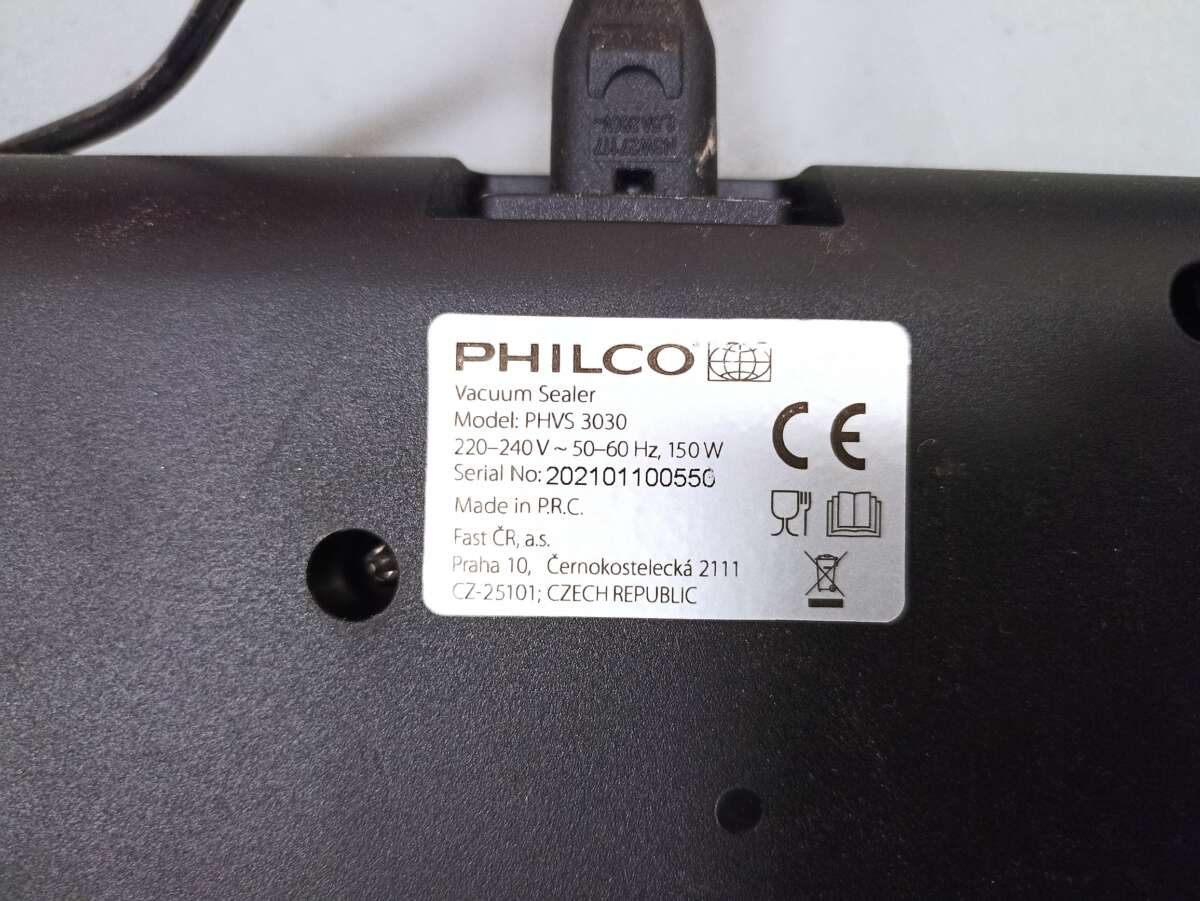 PHILCO
Vacuum Sealer
Model: PHVS 3030
220–240 V ~ 50–60 Hz, 150 W
Serial No: 202101100550
Made in P.R.C.
Fast ČR, a.s.
Praha 10, Černokostelecká 2111
CZ-25101; CZECH REPUBLIC
CE